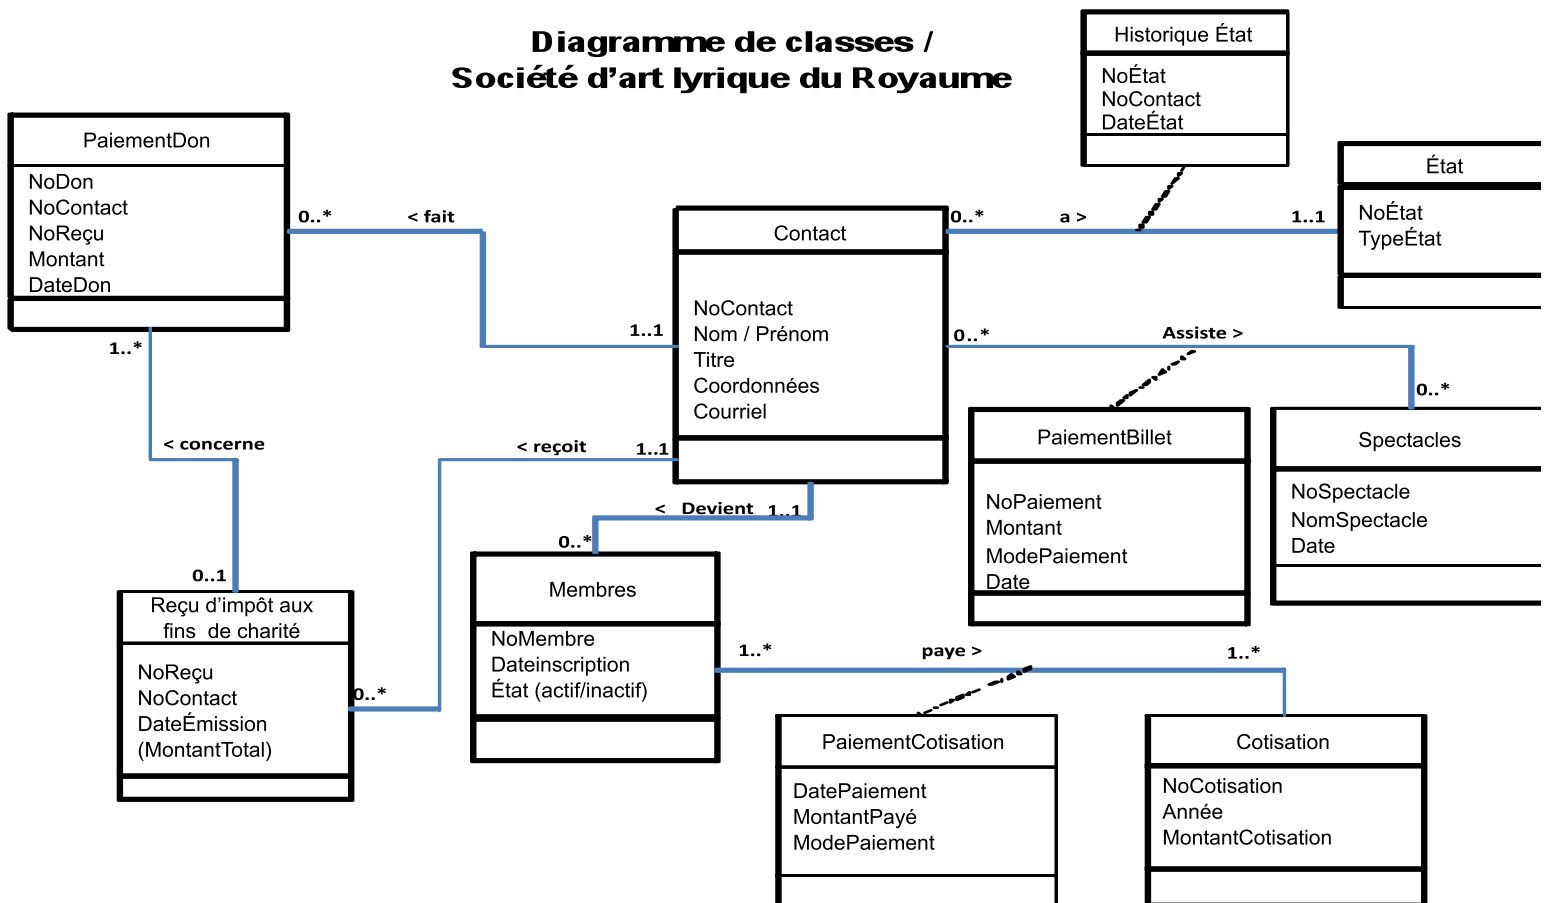 Diagramme de classes /
Société d'art lyrique du Royaume
Historique État
NoÉtat
NoContact
DateÉtat
PaiementDon
NoDon
NoContact
NoReçu
Montant
DateDon
État
NoÉtat
TypeÉtat
0..*
< fait
1..1
Contact
NoContact
Nom / Prénom
Titre
Coordonnées
Courriel
0..*
a >
1..1
0..*
Assiste >
0..*
1..*
< concerne
0..1
< reçoit
1..1
0..*
< Devient
1..1
0..*
PaiementBillet
NoPaiement
Montant
ModePaiement
Date
Spectacles
NoSpectacle
NomSpectacle
Date
Reçu d'impôt aux
fins de charité
NoReçu
NoContact
DateÉmission
(MontantTotal)
Membres
NoMembre
Dateinscription
État (actif/inactif)
1..*
paye >
1..*
PaiementCotisation
DatePaiement
MontantPayé
ModePaiement
Cotisation
NoCotisation
Année
MontantCotisation